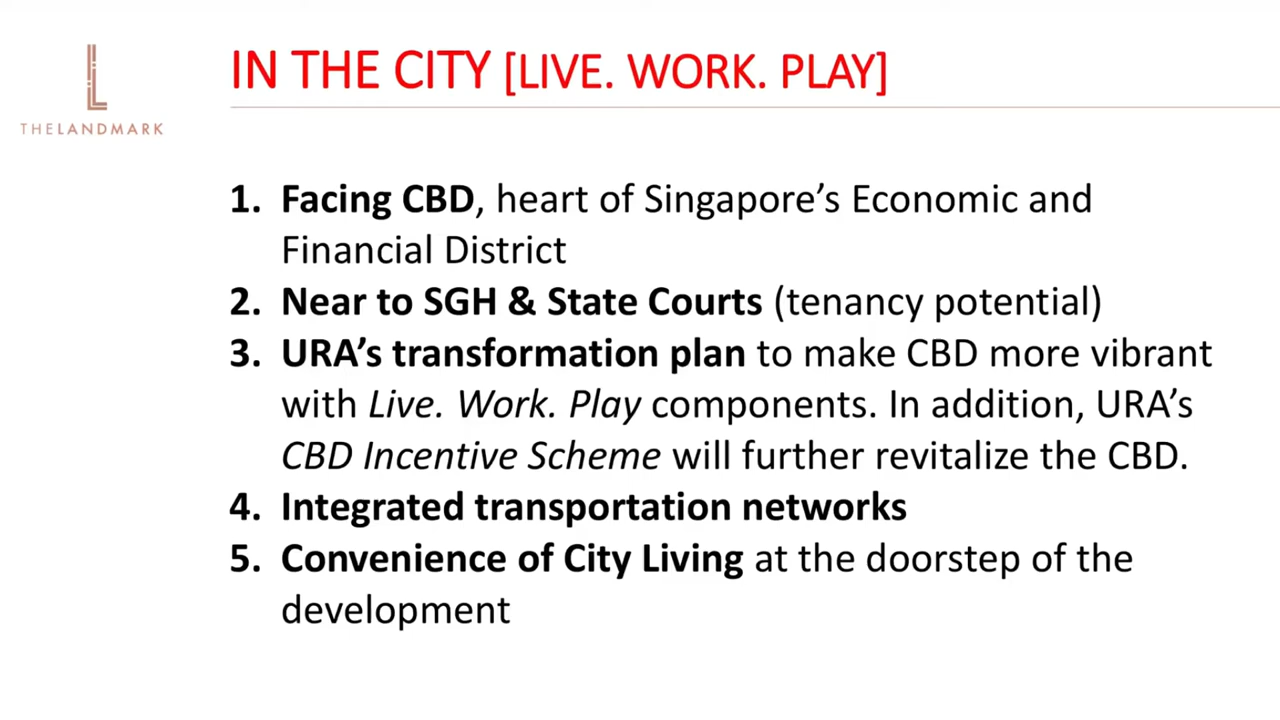 IN THE CITY [LIVE. WORK. PLAY]
THELANDMARK
1. Facing CBD, heart of Singapore’s Economic and
Financial District
2. Near to SGH & State Courts (tenancy potential)
3. URA’s transformation plan to make CBD more vibrant
with Live. Work. Play components. In addition, URA’s
CBD Incentive Scheme will further revitalize the CBD.
4. Integrated transportation networks
5. Convenience of City Living at the doorstep of the
development